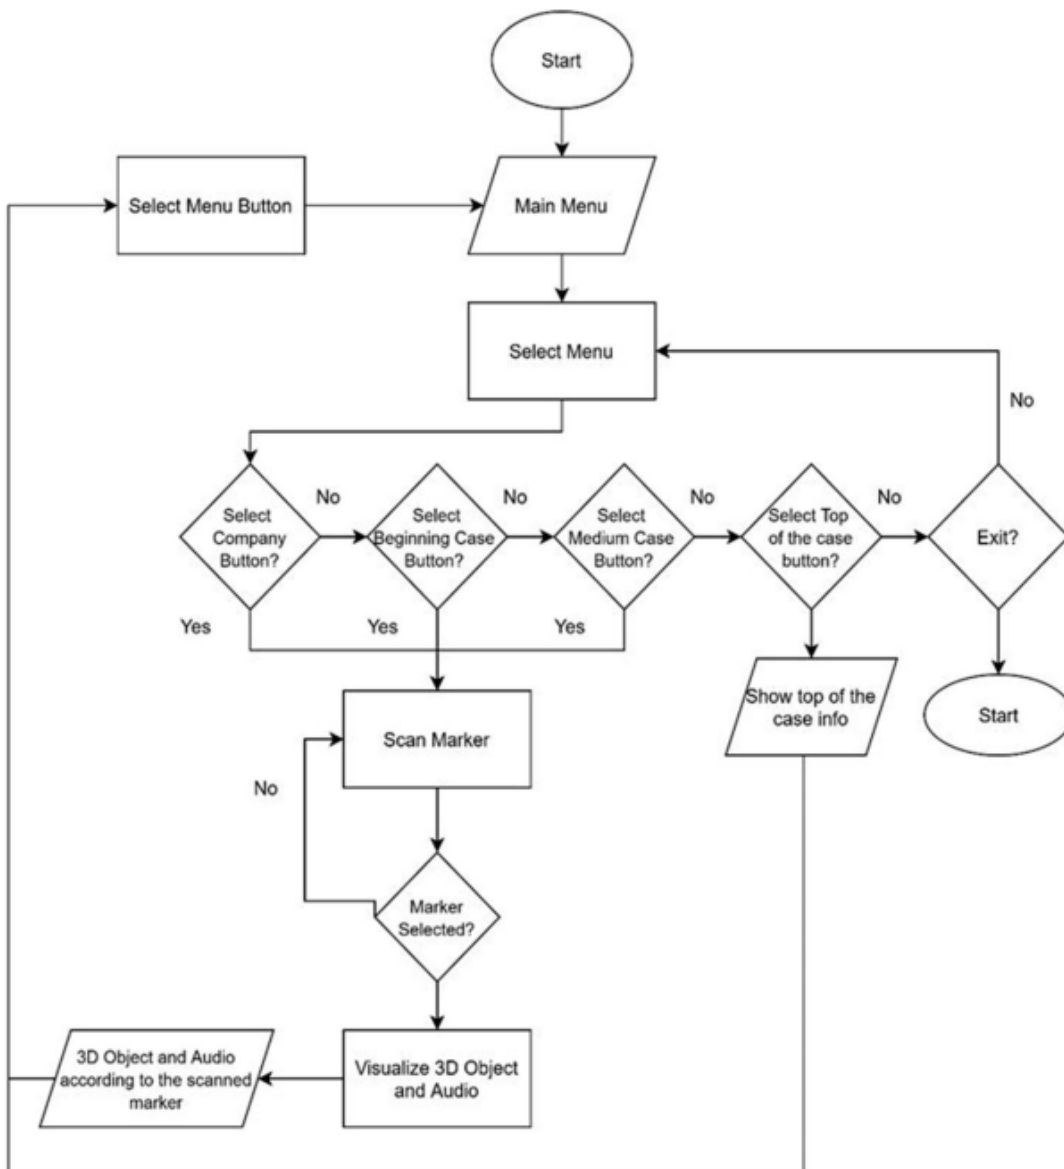 Start
Select Menu Button
Main Menu
Select Menu
No
No
No
No
No
Select
Company
Button?
Select
Beginning Case
Button?
Select
Medium Case
Button?
Select Top
of the case
button?
Exit?
Yes
Yes
Yes
Show top of the
case info
Start
Scan Marker
No
Marker
Selected?
3D Object and Audio
according to the scanned
marker
Visualize 3D Object
and Audio